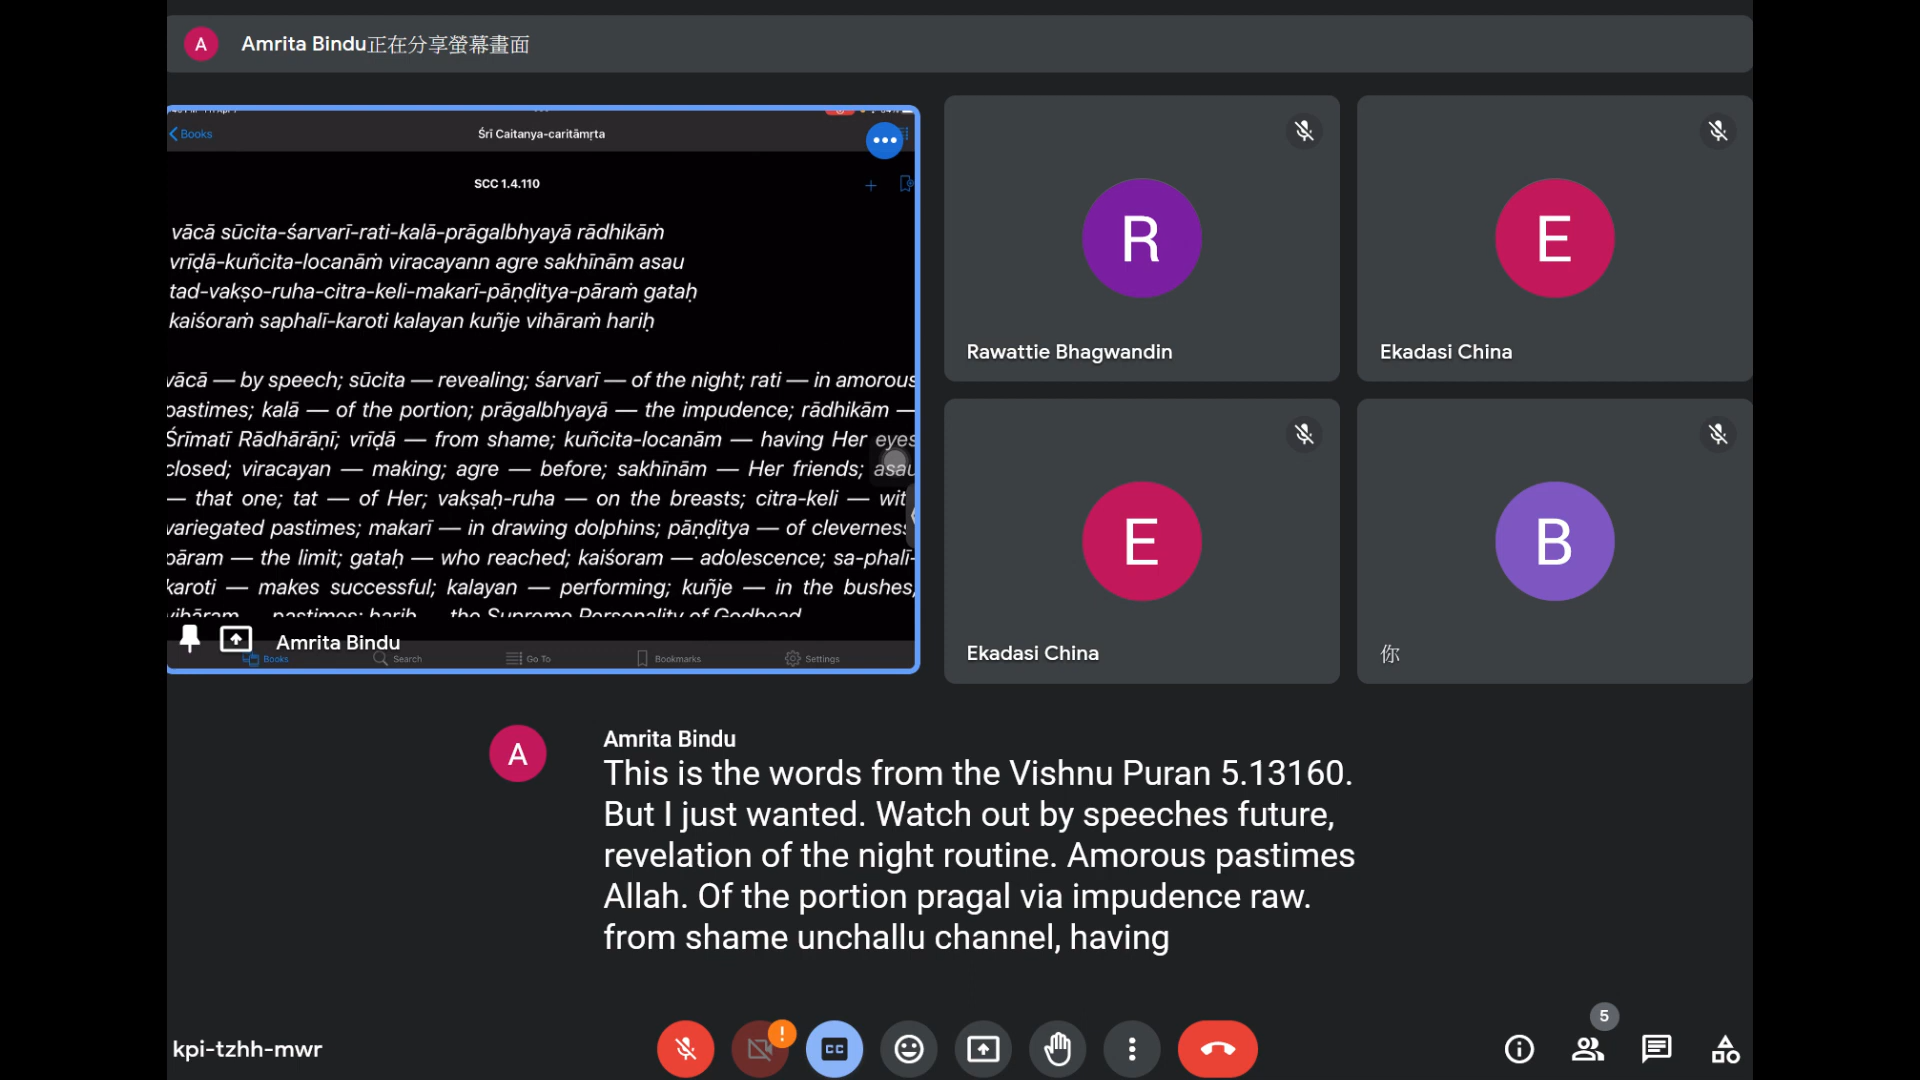 A Amrita Bindu正在分享螢幕畫面
Books
Śrī Caitanya-caritāmṛta
SCC 1.4.110
vācā sūcita-śarvarī-rati-kalā-prāgalbhyayā rādhikāṁ
vrīḍā-kuñcita-locanāṁ viracayann agre sakhīnām asau
tad-vakṣo-ruha-citra-keli-makarī-pāṇḍitya-pāraṁ gataḥ
kaiśoraṁ saphalī-karoti kalayan kuñje vihāraṁ hariḥ
vācā — by speech; sūcita — revealing; śarvarī — of the night; rati — in amorous
pastimes; kalā — of the portion; prāgalbhyayā — the impudence; rādhikām —
Śrīmatī Rādhārāṇī; vrīḍā — from shame; kuñcita-locanām — having Her eyes
closed; viracayan — making; agre — before; sakhīnām — Her friends; asau
— that one; tat — of Her; vakṣaḥ-ruha — on the breasts; citra-keli — wit
variegated pastimes; makarī — in drawing dolphins; pāṇḍitya — of cleverness
pāram — the limit; gataḥ — who reached; kaiśoram — adolescence; sa-phalī-
karoti — makes successful; kalayan — performing; kuñje — in the bushes;
vihāram — pastimes; hariḥ — the Supreme Personality of Godhead
Amrita Bindu
Books Search Go To Bookmarks Settings
R
Rawattie Bhagwandin
E
Ekadasi China
E
Ekadasi China
B
你
A
Amrita Bindu
This is the words from the Vishnu Puran 5.13160.
But I just wanted. Watch out by speeches future,
revelation of the night routine. Amorous pastimes
Allah. Of the portion pragal via impudence raw.
from shame unchallu channel, having
kpi-tzhh-mwr
CC
5